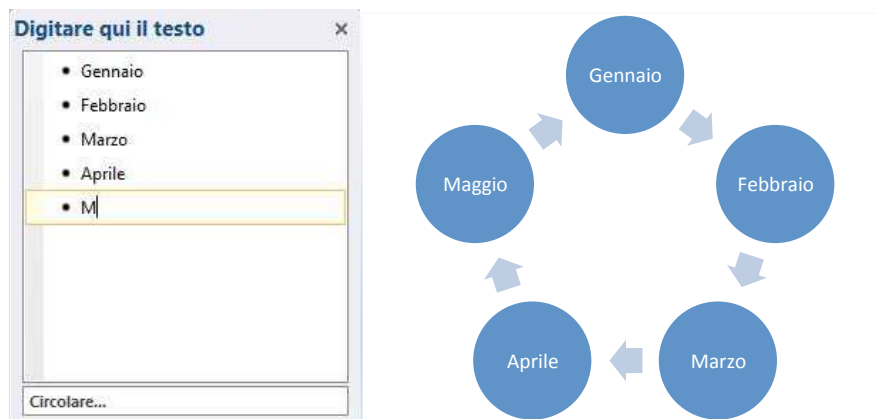 Digitare qui il testo
• Gennaio
• Febbraio
• Marzo
• Aprile
• M
Circolare...
Gennaio
Febbraio
Marzo
Aprile
Maggio